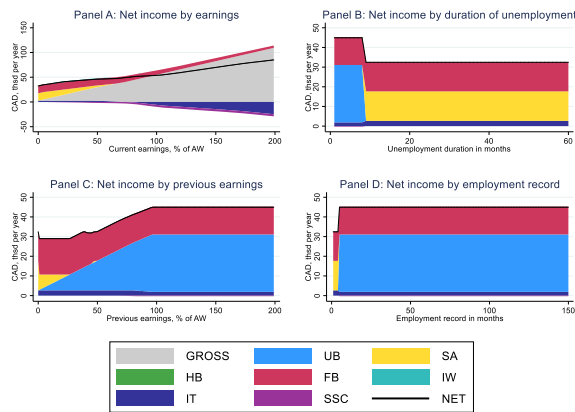 Panel A: Net income by earnings
CAD, thsd per year
150
100
50
0
-50
0 50 100 150 200
Current earnings, % of AW
Panel B: Net income by duration of unemployment
CAD, thsd per year
50
40
30
20
10
0
0 20 40 60
Unemployment duration in months
Panel C: Net income by previous earnings
CAD, thsd per year
50
40
30
20
10
0
0 50 100 150 200
Previous earnings, % of AW
Panel D: Net income by employment record
CAD, thsd per year
50
40
30
20
10
0
0 50 100 150
Employment record in months
GROSS UB SA
HB FB IW
IT SSC NET